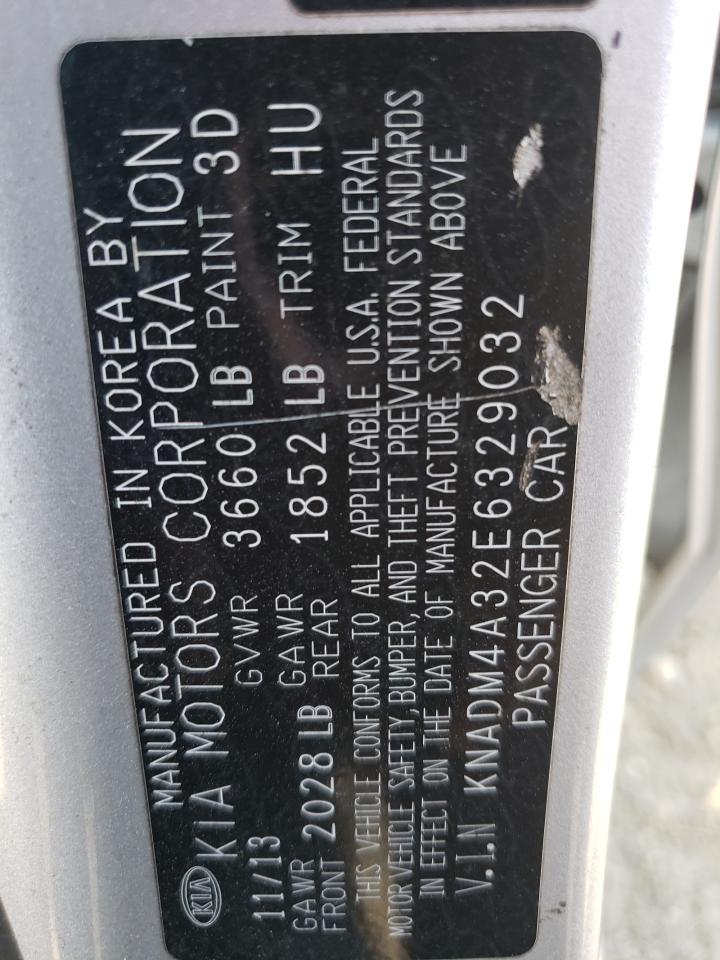 MANUFACTURED IN KOREA BY
KIA KIA MOTORS CORPORATION
11/13 GVWR 3660 LB PAINT 3D
GAWR FRONT 2028 LB GAWR REAR 1852 LB TRIM HU
THIS VEHICLE CONFORMS TO ALL APPLICABLE U.S.A. FEDERAL
MOTOR VEHICLE SAFETY, BUMPER, AND THEFT PREVENTION STANDARDS
IN EFFECT ON THE DATE OF MANUFACTURE SHOWN ABOVE
V.I.N KNADM4A32E6329032
PASSENGER CAR